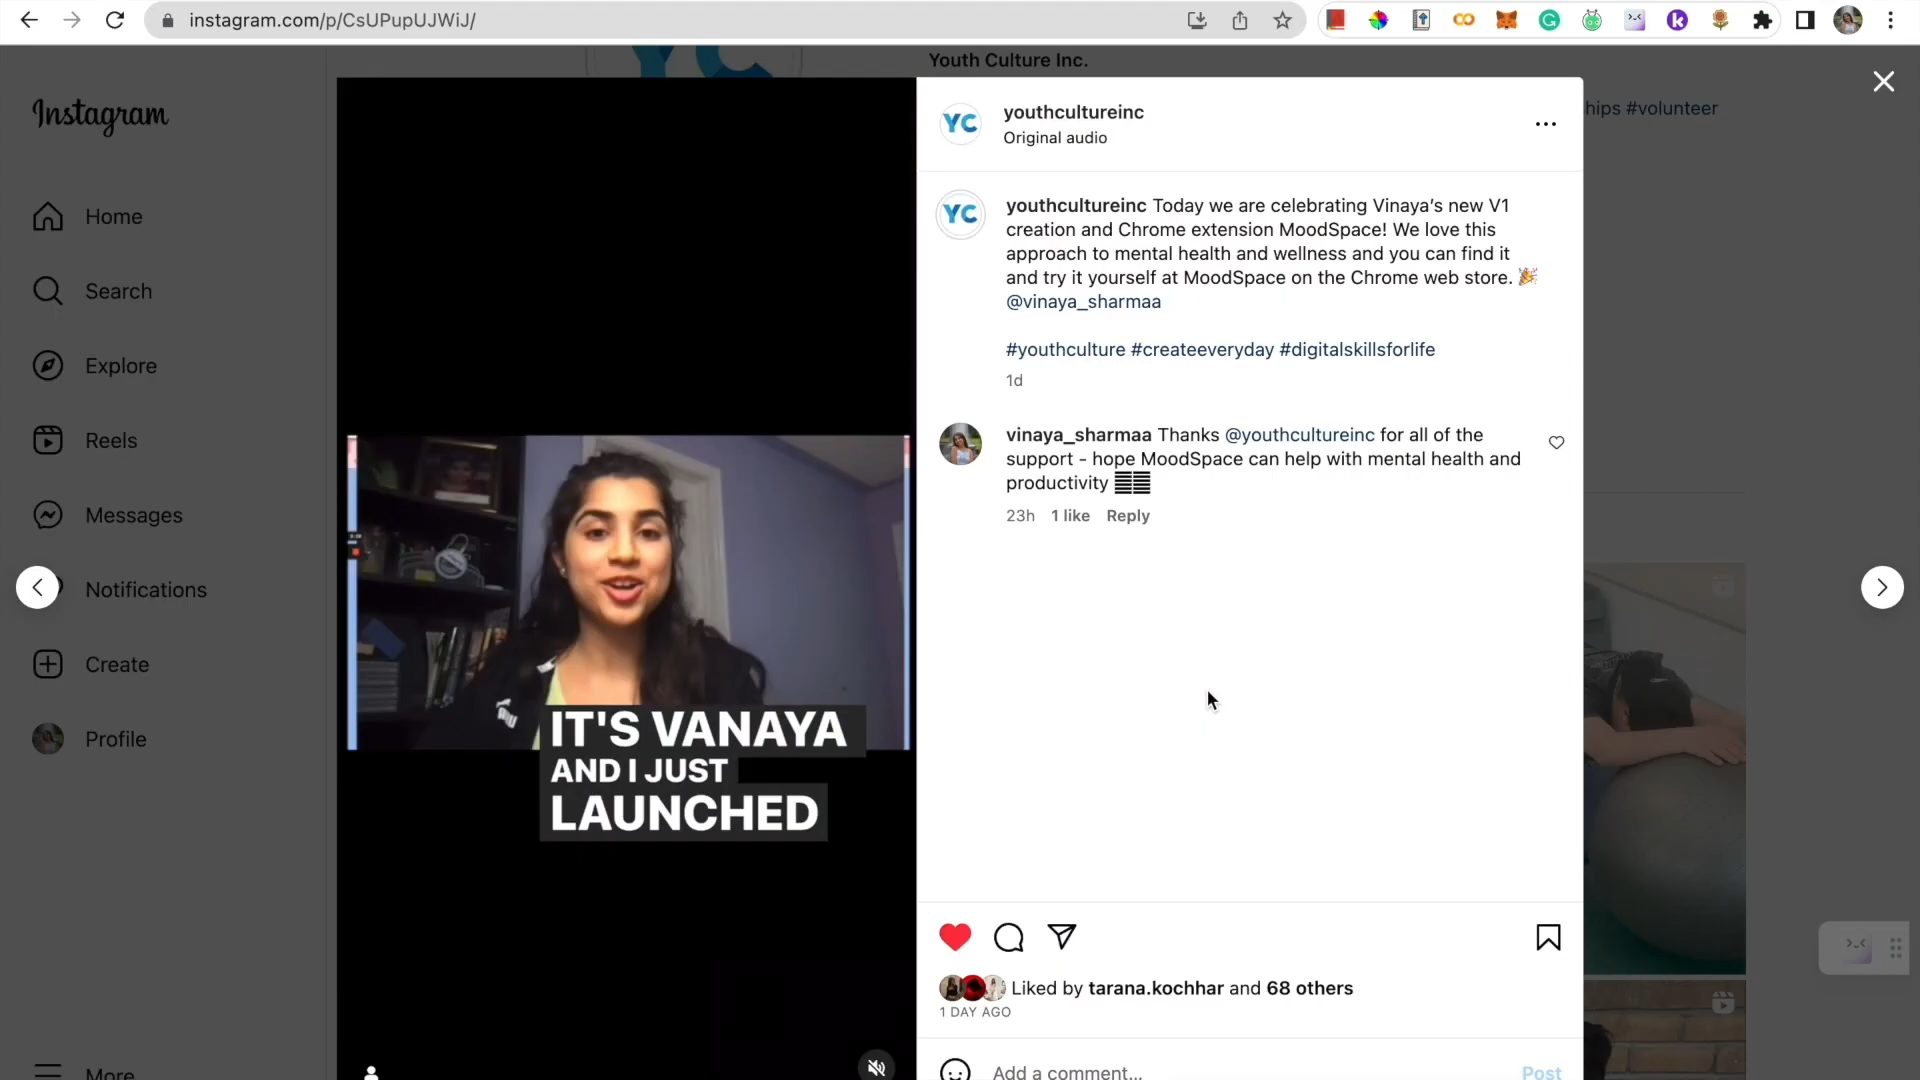 instagram.com/p/CsUPupUJWiJ/
Youth Culture Inc.
Instagram
hips #volunteer
Home
Search
Explore
Reels
Messages
Notifications
Create
Profile
More
IT'S VANAYA
AND I JUST
LAUNCHED
YC
youthcultureinc
Original audio
YC
youthcultureinc Today we are celebrating Vinaya’s new V1
creation and Chrome extension MoodSpace! We love this
approach to mental health and wellness and you can find it
and try it yourself at MoodSpace on the Chrome web store. 🎉
@vinaya_sharmaa
#youthculture #createeveryday #digitalskillsforlife
1d
vinaya_sharmaa Thanks @youthcultureinc for all of the
support - hope MoodSpace can help with mental health and
productivity
23h 1 like Reply
Liked by tarana.kochhar and 68 others
1 DAY AGO
Add a comment...
Post